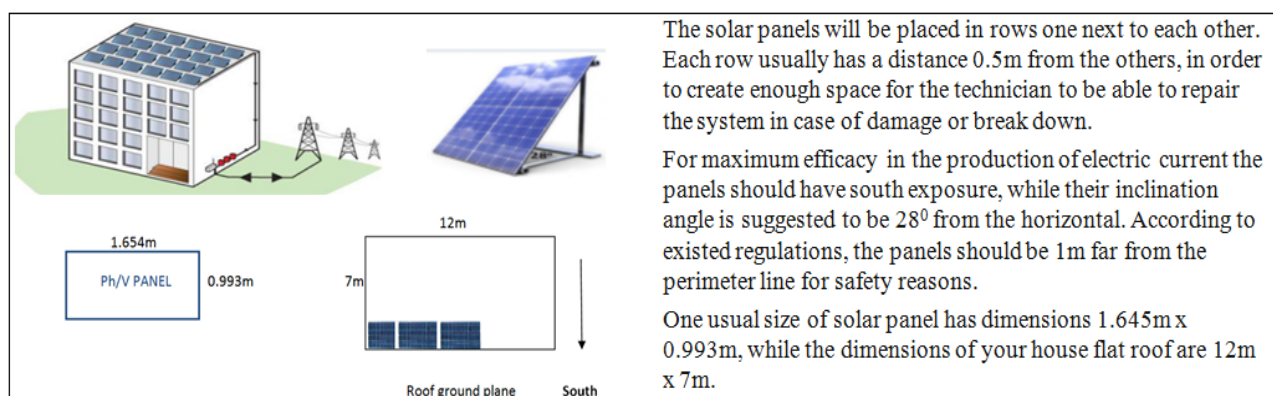 The solar panels will be placed in rows one next to each other.
Each row usually has a distance 0.5m from the others, in order
to create enough space for the technician to be able to repair
the system in case of damage or break down.
For maximum efficacy in the production of electric current the
panels should have south exposure, while their inclination
angle is suggested to be 28⁰ from the horizontal. According to
existed regulations, the panels should be 1m far from the
perimeter line for safety reasons.
One usual size of solar panel has dimensions 1.645m x
0.993m, while the dimensions of your house flat roof are 12m
x 7m.
28⁰
1.654m
Ph/V PANEL
0.993m
12m
7m
Roof ground plane
South